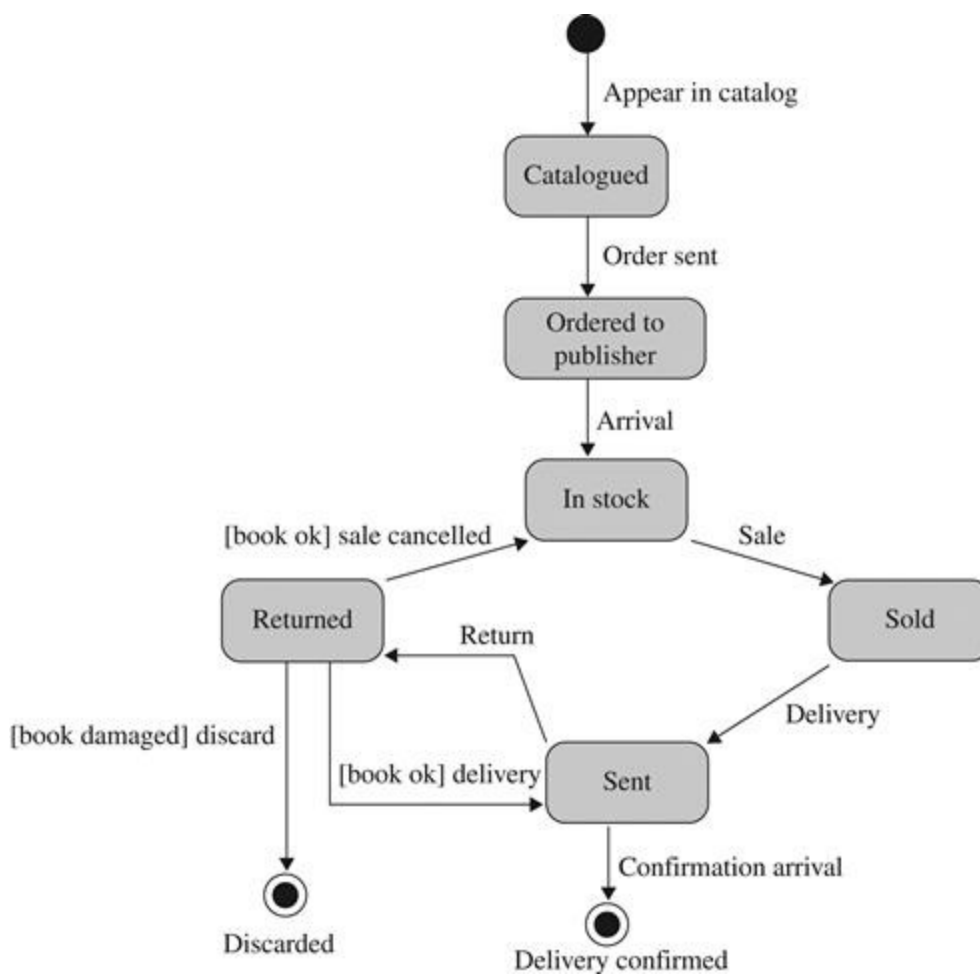 Appear in catalog
Catalogued
Order sent
Ordered to
publisher
Arrival
In stock
[book ok] sale cancelled
Sale
Returned
Return
Sold
Delivery
[book damaged] discard
[book ok] delivery
Sent
Confirmation arrival
Discarded
Delivery confirmed